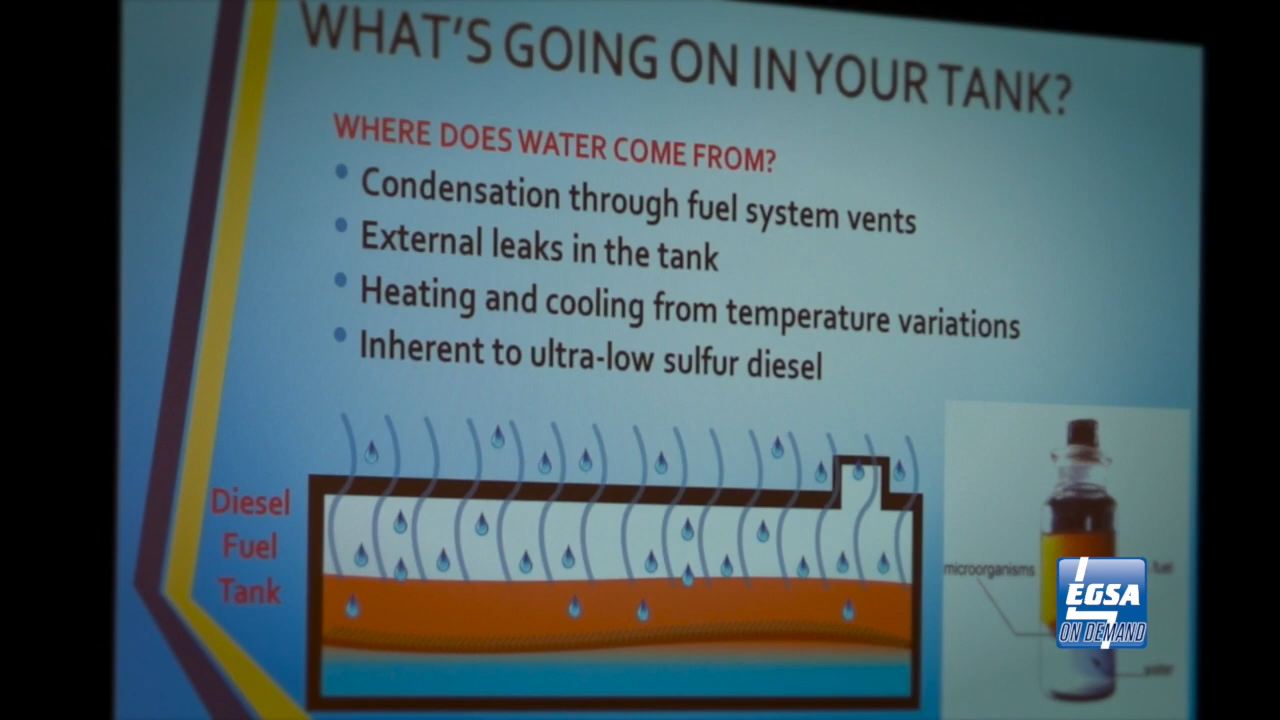 WHAT'S GOING ON IN YOUR TANK?
WHERE DOES WATER COME FROM?
• Condensation through fuel system vents
• External leaks in the tank
• Heating and cooling from temperature variations
• Inherent to ultra-low sulfur diesel
Diesel
Fuel
Tank
microorganisms
fuel
EGSA
ON DEMAND
water